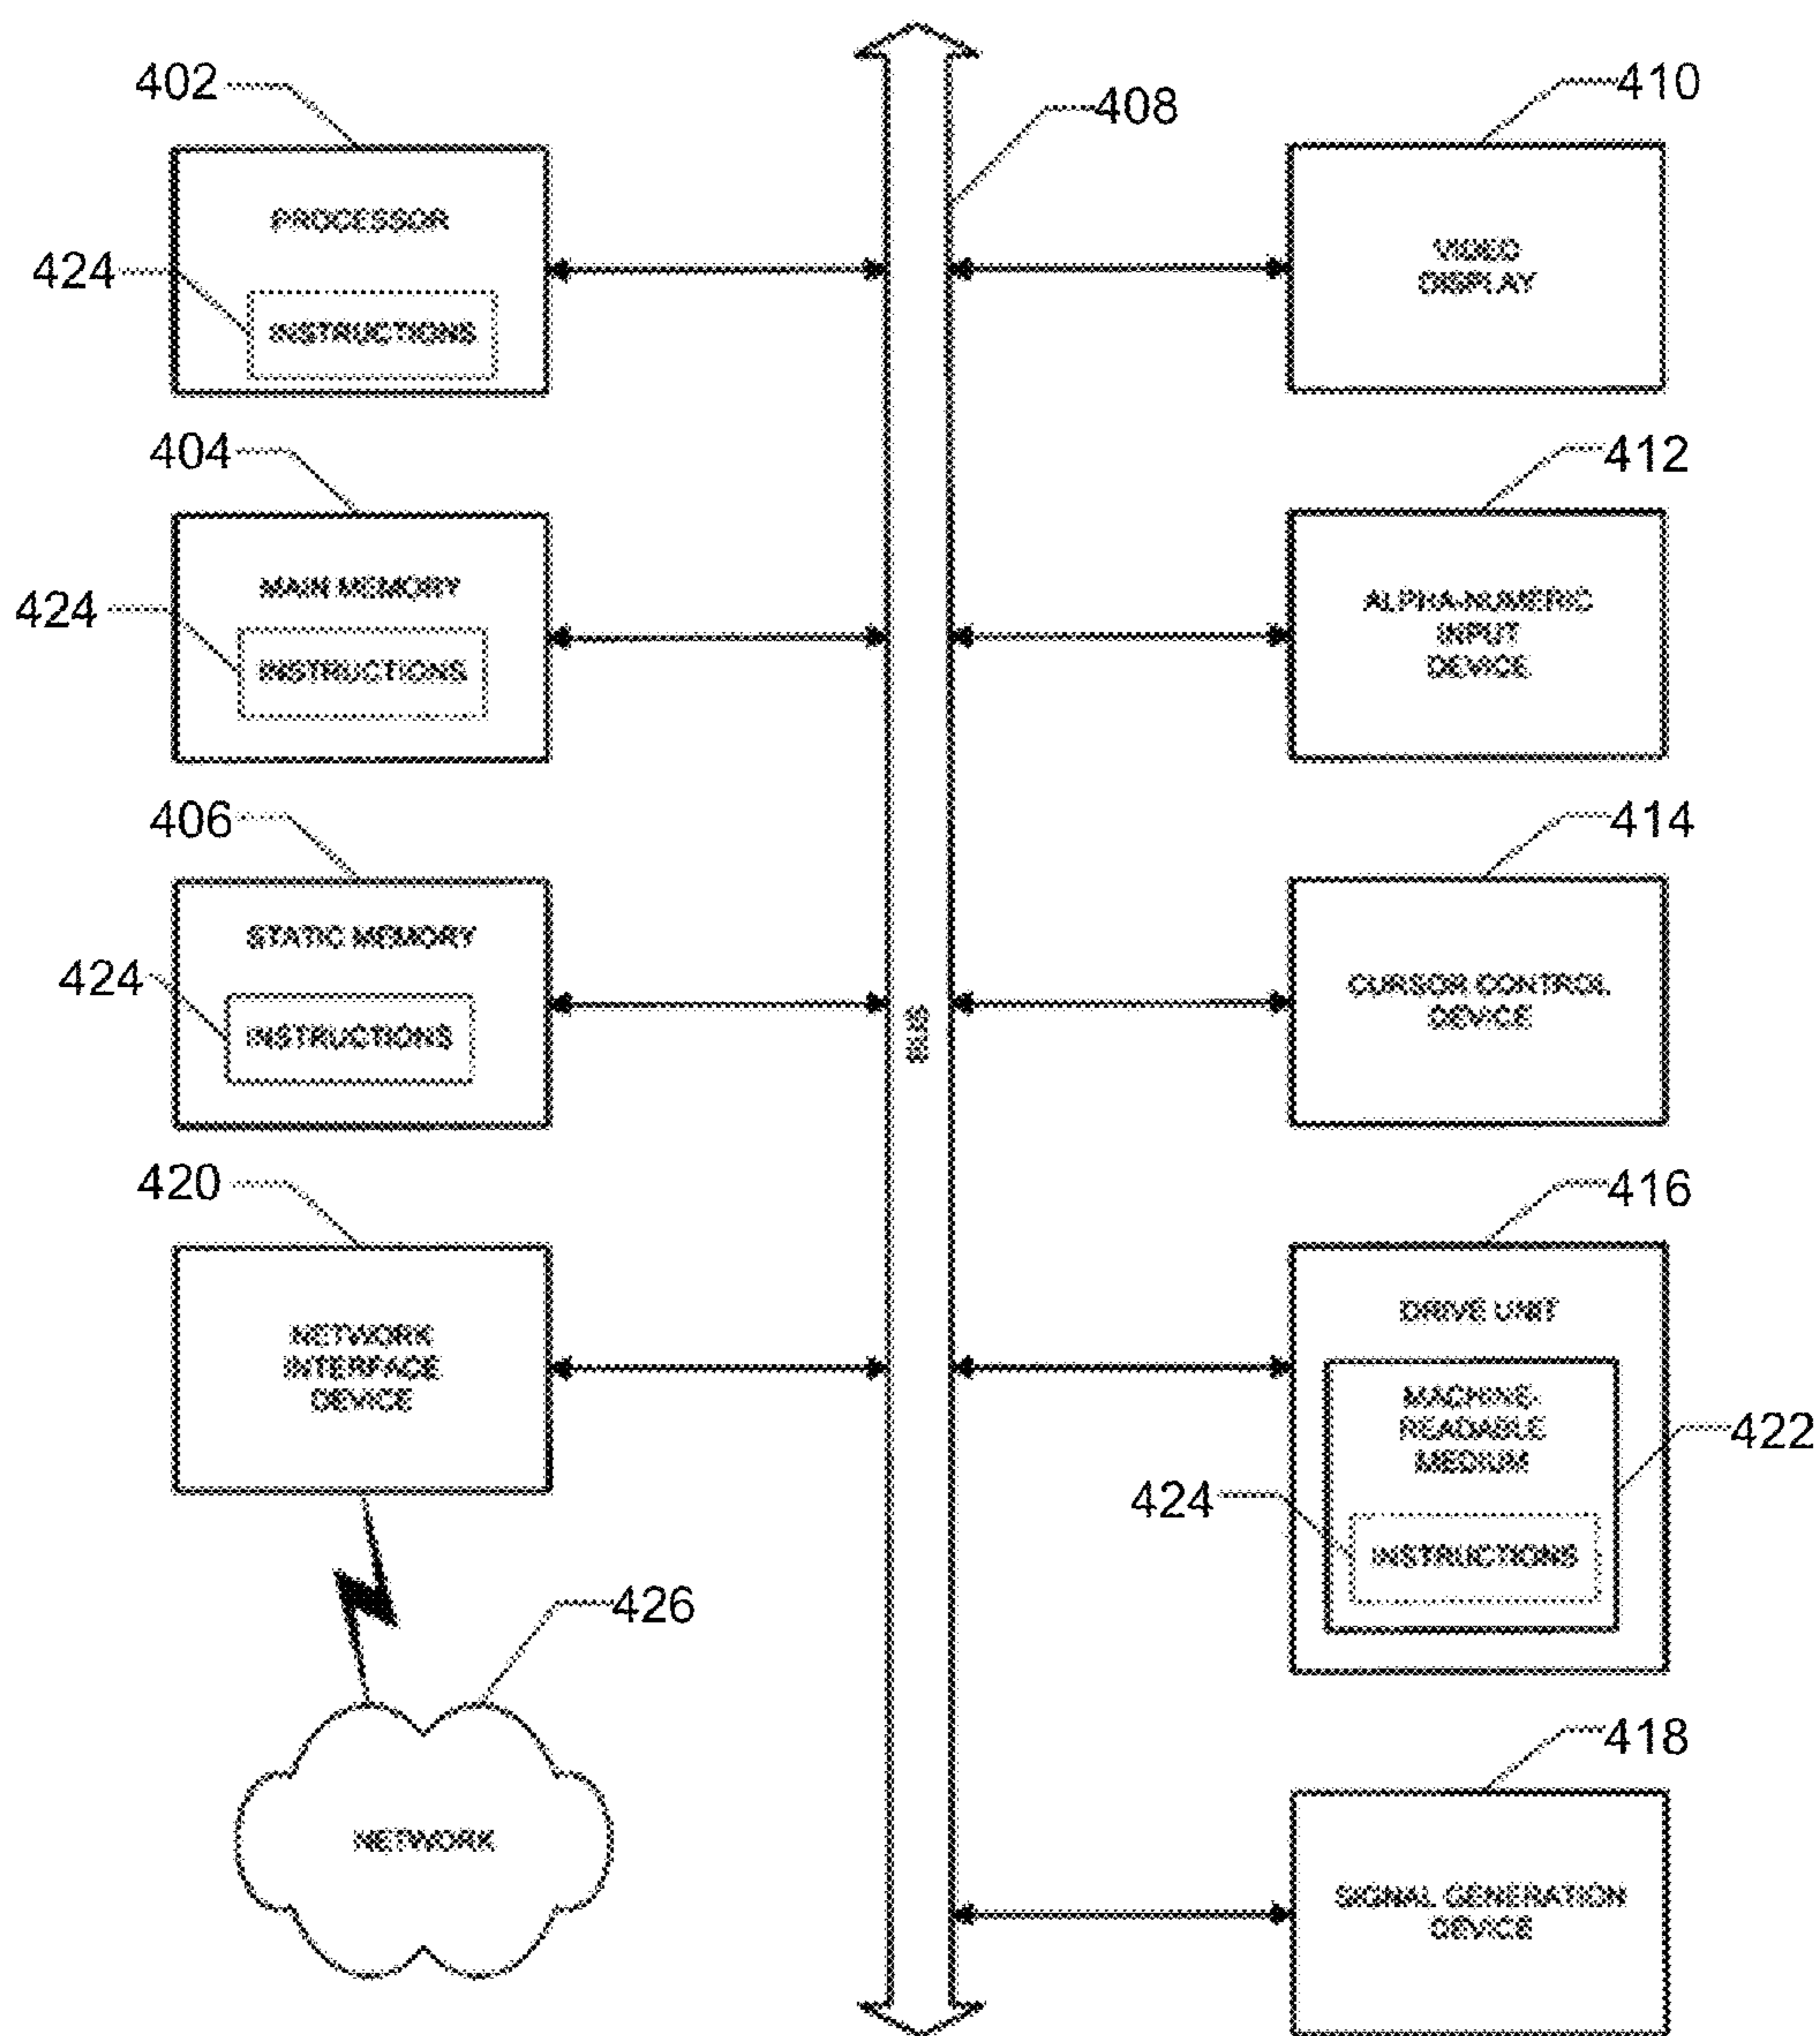 402
PROCESSOR
424
INSTRUCTIONS
404
MAIN MEMORY
424
INSTRUCTIONS
406
STATIC MEMORY
424
INSTRUCTIONS
420
NETWORK
INTERFACE
DEVICE
426
NETWORK
408
BUS
410
VIDEO
DISPLAY
412
ALPHA-NUMERIC
INPUT
DEVICE
414
CURSOR CONTROL
DEVICE
416
DRIVE UNIT
MACHINE-
READABLE
MEDIUM
422
424
INSTRUCTIONS
418
SIGNAL GENERATION
DEVICE